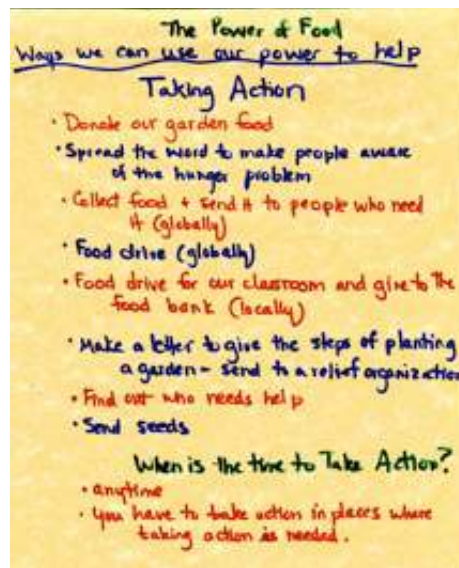 The Power of Food
Ways we can use our power to help
Taking Action
• Donate our garden food
• Spread the word to make people aware
of the hunger problem
• Collect food + send it to people who need
it (globally)
• Food drive (globally)
• Food drive for our classroom and give to the
food bank (locally)
• Make a letter to give the steps of planting
a garden - send to a relief organization
• Find out who needs help
• Send seeds
When is the time to Take Action?
• anytime
• You have to take action in places where
taking action is needed.